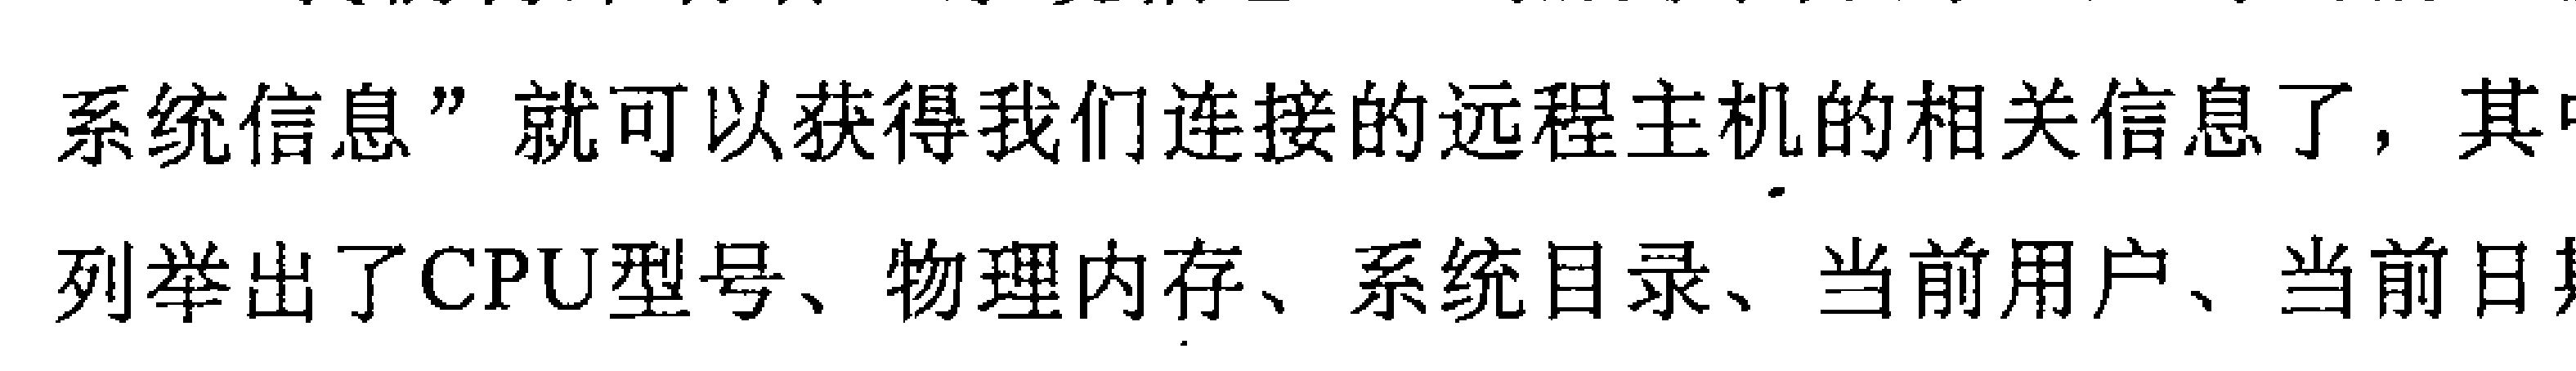 系统信息”就可以获得我们连接的远程主机的相关信息了，其中
列举出了CPU型号、物理内存、系统目录、当前用户、当前日